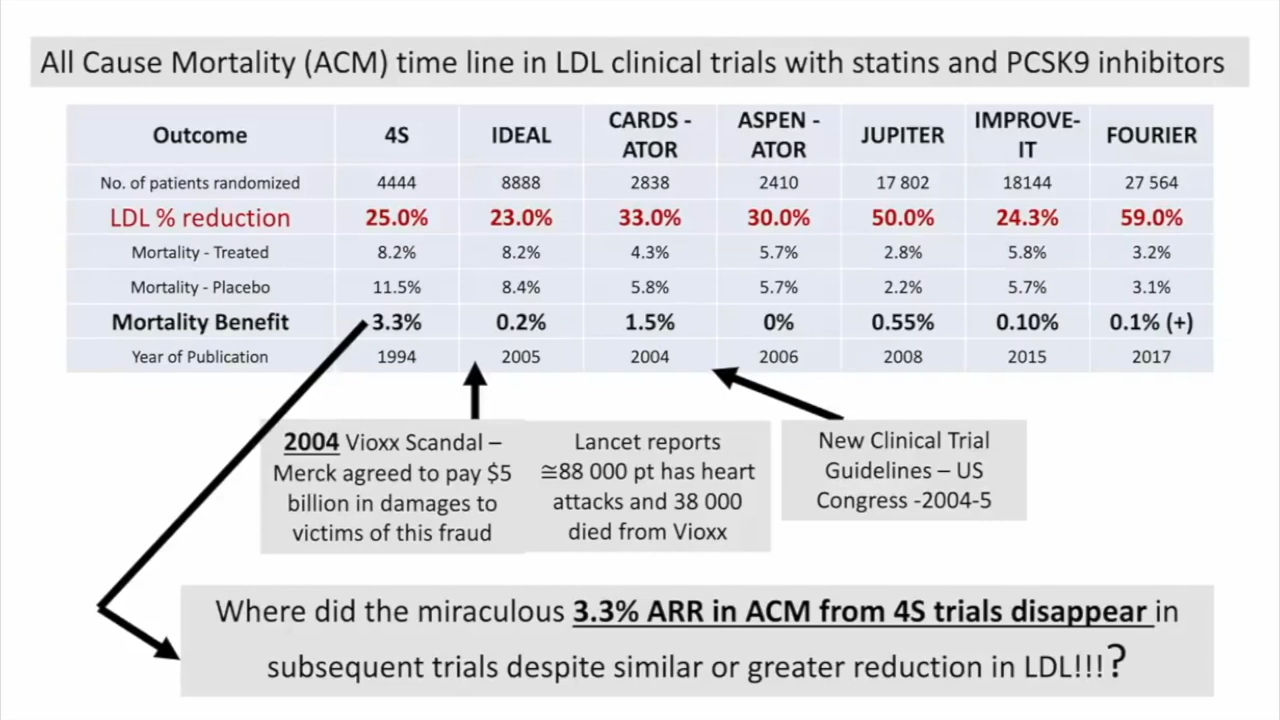 All Cause Mortality (ACM) time line in LDL clinical trials with statins and PCSK9 inhibitors
Outcome 4S IDEAL CARDS - ATOR ASPEN - ATOR JUPITER IMPROVE-IT FOURIER
No. of patients randomized 4444 8888 2838 2410 17 802 18144 27 564
LDL % reduction 25.0% 23.0% 33.0% 30.0% 50.0% 24.3% 59.0%
Mortality - Treated 8.2% 8.2% 4.3% 5.7% 2.8% 5.8% 3.2%
Mortality - Placebo 11.5% 8.4% 5.8% 5.7% 2.2% 5.7% 3.1%
Mortality Benefit 3.3% 0.2% 1.5% 0% 0.55% 0.10% 0.1% (+)
Year of Publication 1994 2005 2004 2006 2008 2015 2017
2004 Vioxx Scandal –
Merck agreed to pay $5
billion in damages to
victims of this fraud
Lancet reports
≅88 000 pt has heart
attacks and 38 000
died from Vioxx
New Clinical Trial
Guidelines – US
Congress -2004-5
Where did the miraculous 3.3% ARR in ACM from 4S trials disappear in
subsequent trials despite similar or greater reduction in LDL!!!?